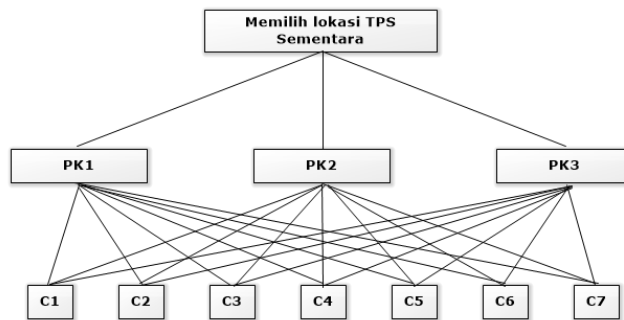 Memilih lokasi TPS
Sementara
PK1
PK2
PK3
C1
C2
C3
C4
C5
C6
C7